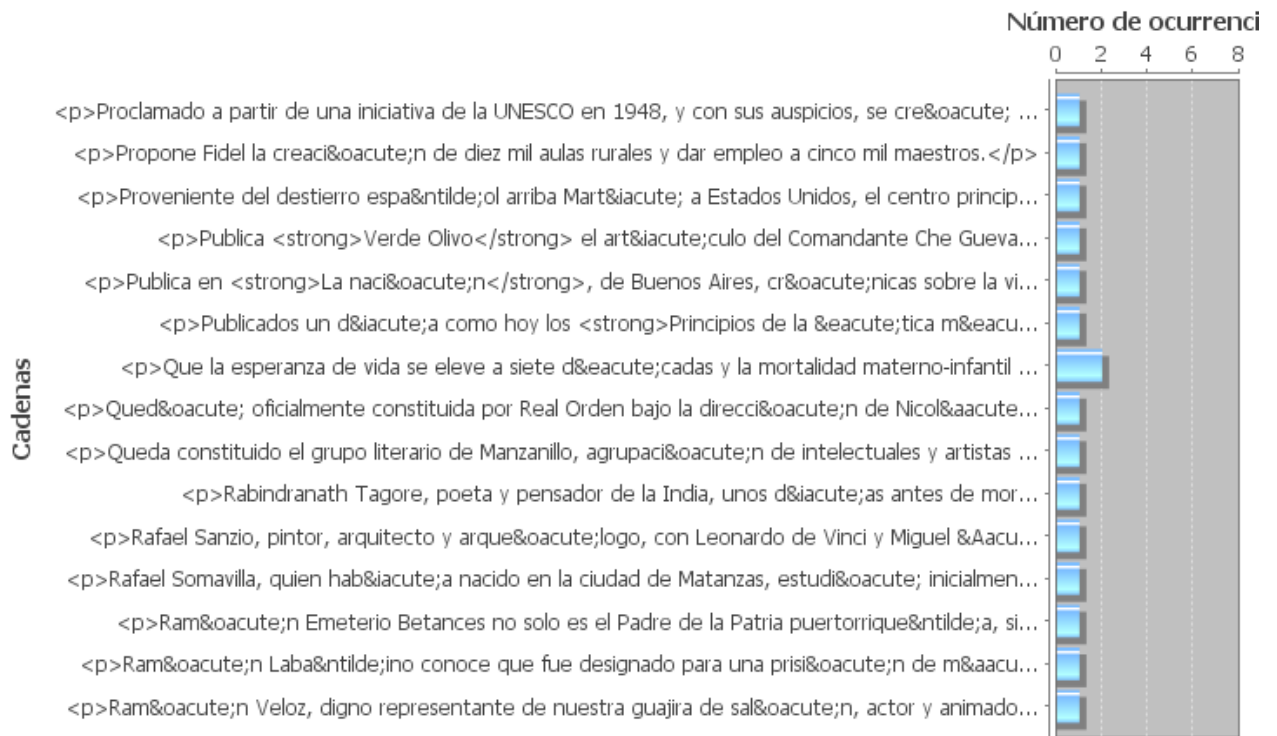 Número de ocurrenci
0 2 4 6 8
<p>Proclamado a partir de una iniciativa de la UNESCO en 1948, y con sus auspicios, se cre&oacute; ...
<p>Propone Fidel la creaci&oacute;n de diez mil aulas rurales y dar empleo a cinco mil maestros.</p>
<p>Proveniente del destierro espa&ntilde;ol arriba Mart&iacute; a Estados Unidos, el centro princip...
<p>Publica <strong>Verde Olivo</strong> el art&iacute;culo del Comandante Che Gueva...
<p>Publica en <strong>La naci&oacute;n</strong>, de Buenos Aires, cr&oacute;nicas sobre la vi...
<p>Publicados un d&iacute;a como hoy los <strong>Principios de la &eacute;tica m&eacu...
<p>Que la esperanza de vida se eleve a siete d&eacute;cadas y la mortalidad materno-infantil ...
<p>Qued&oacute; oficialmente constituida por Real Orden bajo la direcci&oacute;n de Nicol&aacute...
<p>Queda constituido el grupo literario de Manzanillo, agrupaci&oacute;n de intelectuales y artistas ...
<p>Rabindranath Tagore, poeta y pensador de la India, unos d&iacute;as antes de mor...
<p>Rafael Sanzio, pintor, arquitecto y arque&oacute;logo, con Leonardo de Vinci y Miguel &Aacu...
<p>Rafael Somavilla, quien hab&iacute;a nacido en la ciudad de Matanzas, estudi&oacute; inicialmen...
<p>Ram&oacute;n Emeterio Betances no solo es el Padre de la Patria puertorrique&ntilde;a, si...
<p>Ram&oacute;n Laba&ntilde;ino conoce que fue designado para una prisi&oacute;n de m&aacu...
<p>Ram&oacute;n Veloz, digno representante de nuestra guajira de sal&oacute;n, actor y animado...
Cadenas